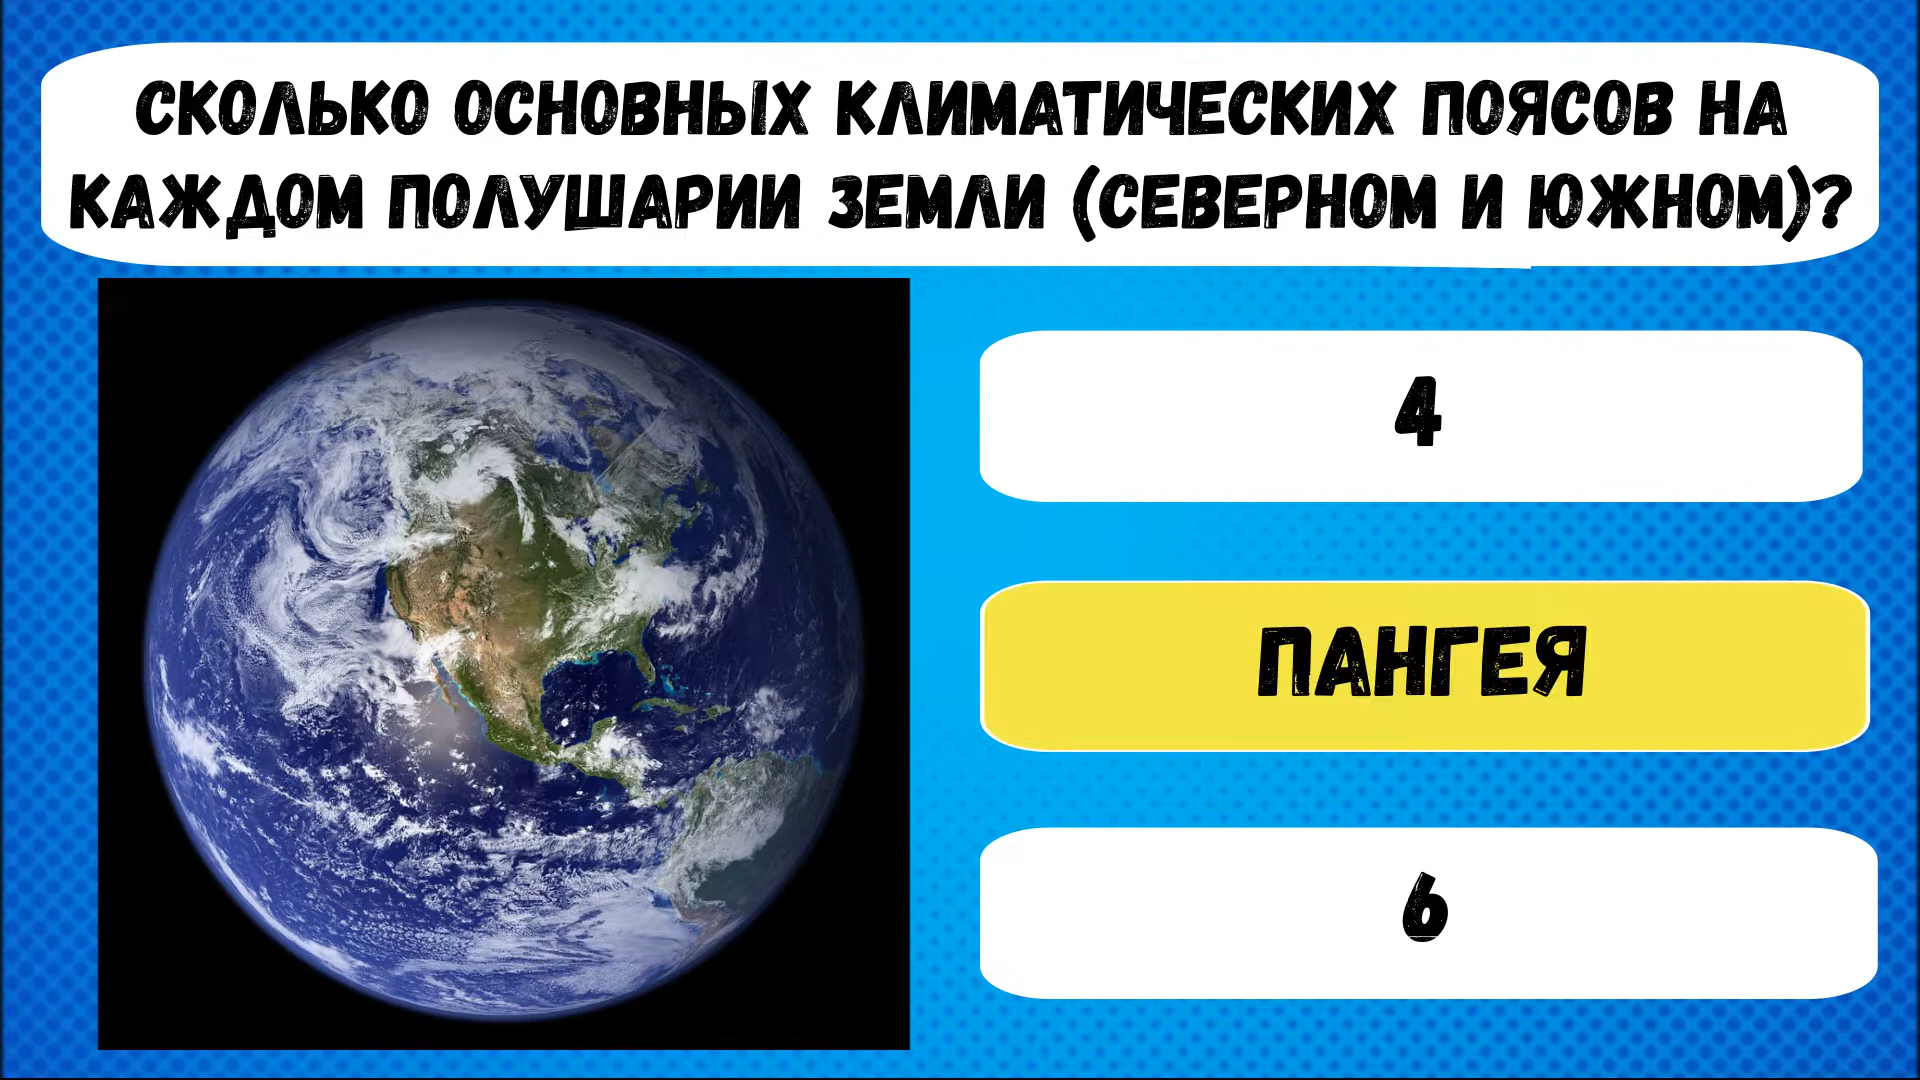 СКОЛЬКО ОСНОВНЫХ КЛИМАТИЧЕСКИХ ПОЯСОВ НА
КАЖДОМ ПОЛУШАРИИ ЗЕМЛИ (СЕВЕРНОМ И ЮЖНОМ)?
4
ПАНГЕЯ
6